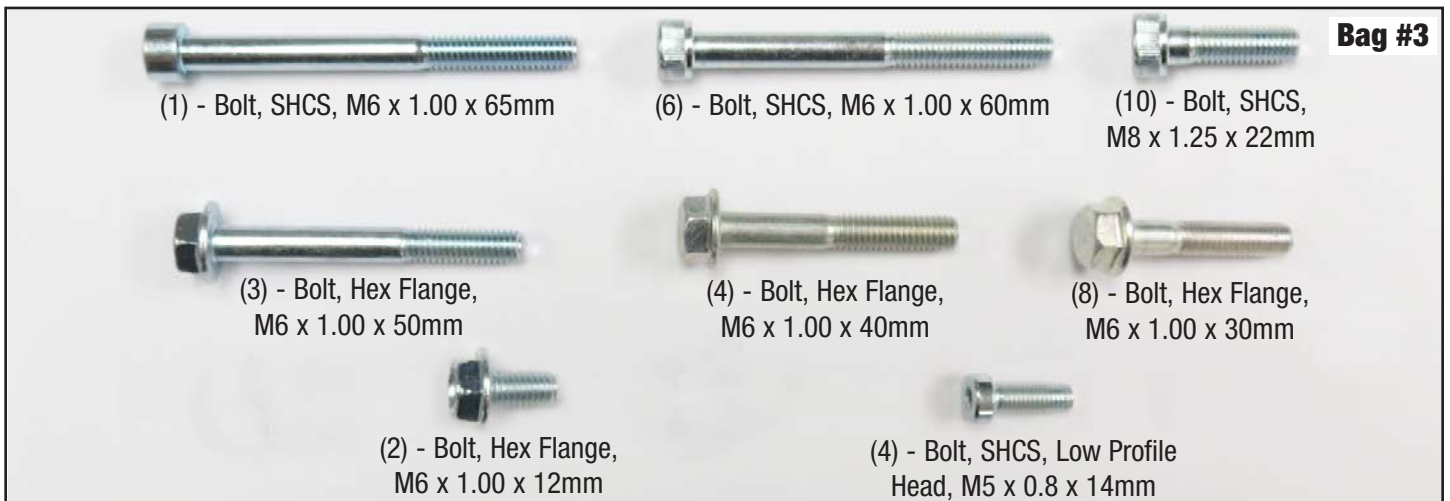 Bag #3
(1) - Bolt, SHCS, M6 x 1.00 x 65mm
(6) - Bolt, SHCS, M6 x 1.00 x 60mm
(10) - Bolt, SHCS,
M8 x 1.25 x 22mm
(3) - Bolt, Hex Flange,
M6 x 1.00 x 50mm
(4) - Bolt, Hex Flange,
M6 x 1.00 x 40mm
(8) - Bolt, Hex Flange,
M6 x 1.00 x 30mm
(2) - Bolt, Hex Flange,
M6 x 1.00 x 12mm
(4) - Bolt, SHCS, Low Profile
Head, M5 x 0.8 x 14mm